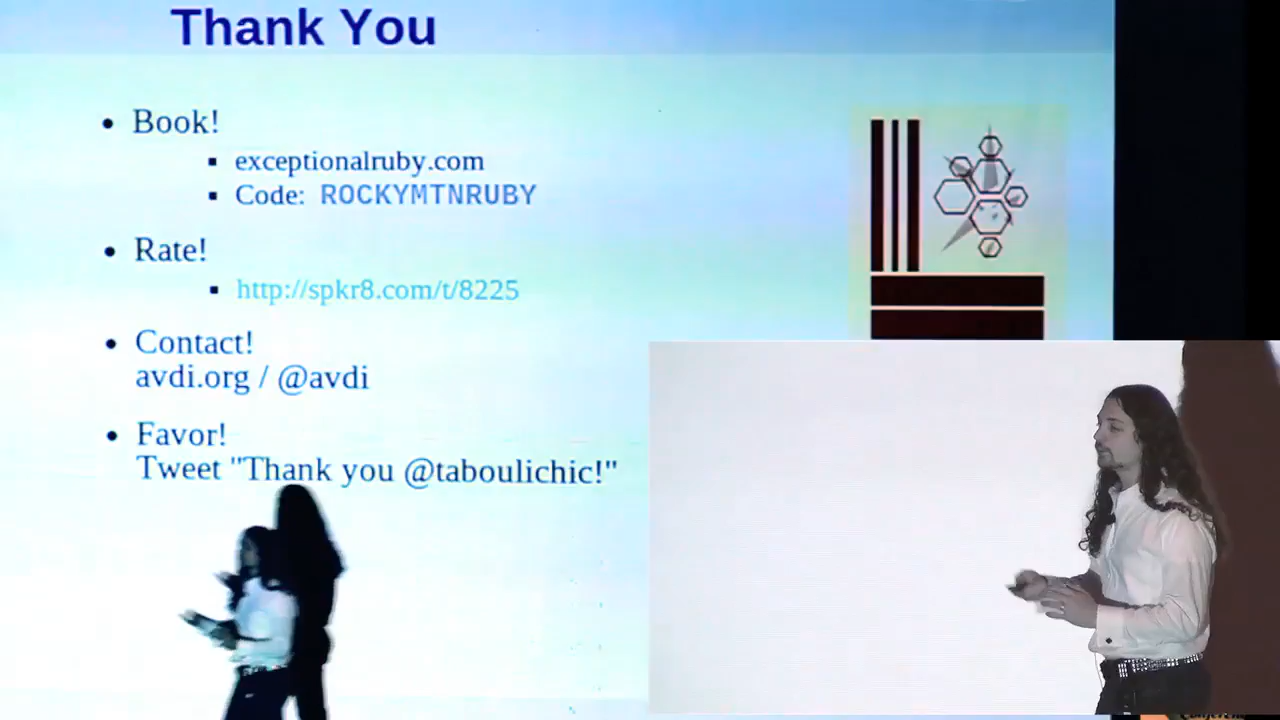 Thank You
Book!
exceptionalruby.com
Code: ROCKYMTNRUBY
Rate!
http://spkr8.com/t/8225
Contact!
avdi.org / @avdi
Favor!
Tweet "Thank you @taboulichic!"